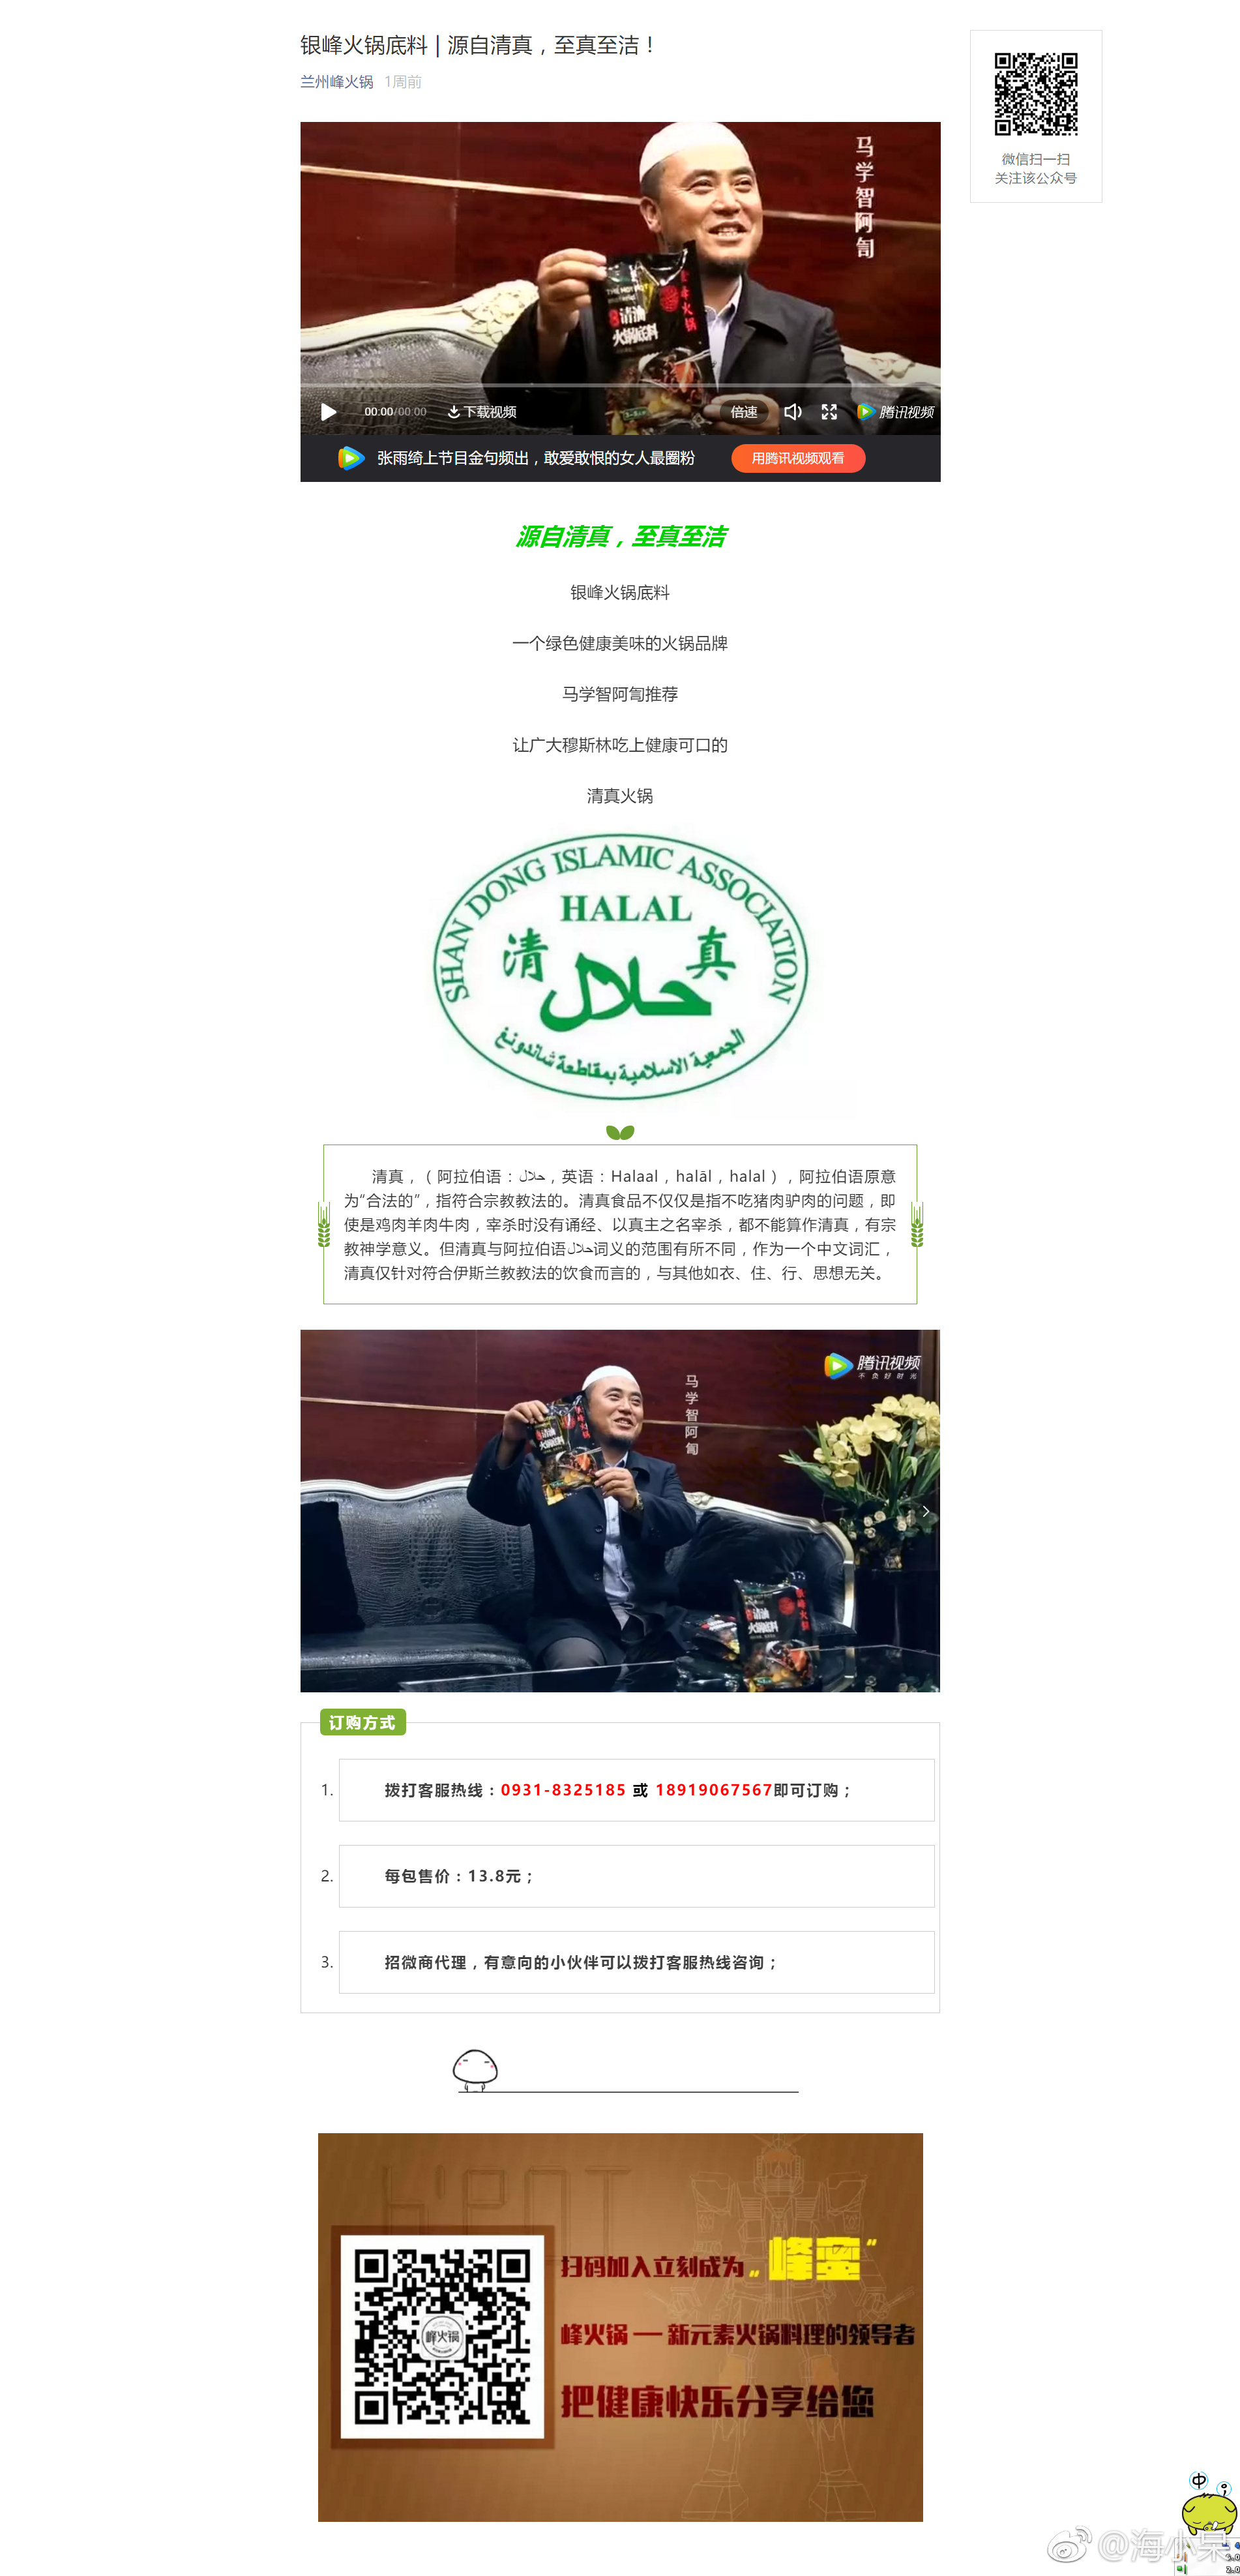 银峰火锅底料 | 源自清真，至真至洁！
兰州峰火锅 1周前
微信扫一扫
关注该公众号
马学智阿訇
银峰火锅
清油
火锅底料
00:00/00:00
下载视频
倍速
腾讯视频
张雨绮上节目金句频出，敢爱敢恨的女人最圈粉
用腾讯视频观看
源自清真，至真至洁
银峰火锅底料
一个绿色健康美味的火锅品牌
马学智阿訇推荐
让广大穆斯林吃上健康可口的
清真火锅
SHAN DONG ISLAMIC ASSOCIATION
HALAL
清 真
حلال
الجمعية الاسلامية بمقاطعة شاندونغ
清真，（阿拉伯语：حلال，英语：Halaal，halāl，halal），阿拉伯语原意
为“合法的”，指符合宗教教法的。清真食品不仅仅是指不吃猪肉驴肉的问题，即
使是鸡肉羊肉牛肉，宰杀时没有诵经、以真主之名宰杀，都不能算作清真，有宗
教神学意义。但清真与阿拉伯语حلال词义的范围有所不同，作为一个中文词汇，
清真仅针对符合伊斯兰教教法的饮食而言的，与其他如衣、住、行、思想无关。
腾讯视频
不负好时光
马学智阿訇
火锅底料
银峰火锅
清油
火锅底料
订购方式
1. 拨打客服热线：0931-8325185 或 18919067567即可订购；
2. 每包售价：13.8元；
3. 招微商代理，有意向的小伙伴可以拨打客服热线咨询；
扫码加入立刻成为“峰蜜”
峰火锅
峰火锅 — 新元素火锅料理的领导者
把健康快乐分享给您
中
@海小呆